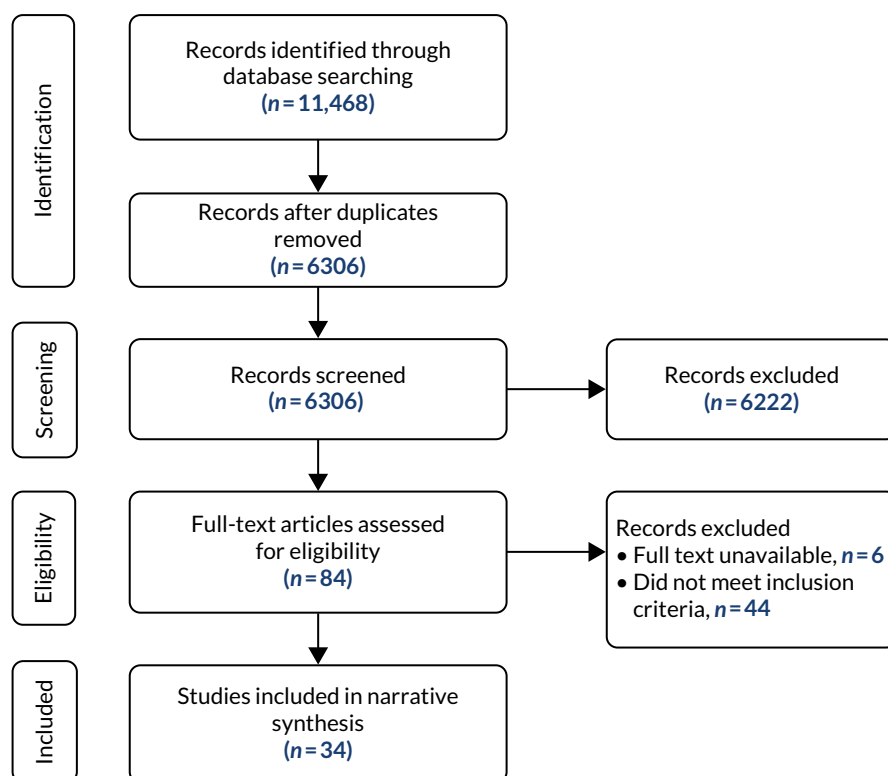 Identification
Records identified through
database searching
(n = 11,468)
Records after duplicates
removed
(n = 6306)
Screening
Records screened
(n = 6306)
Records excluded
(n = 6222)
Eligibility
Full-text articles assessed
for eligibility
(n = 84)
Records excluded
• Full text unavailable, n = 6
• Did not meet inclusion
criteria, n = 44
Included
Studies included in narrative
synthesis
(n = 34)